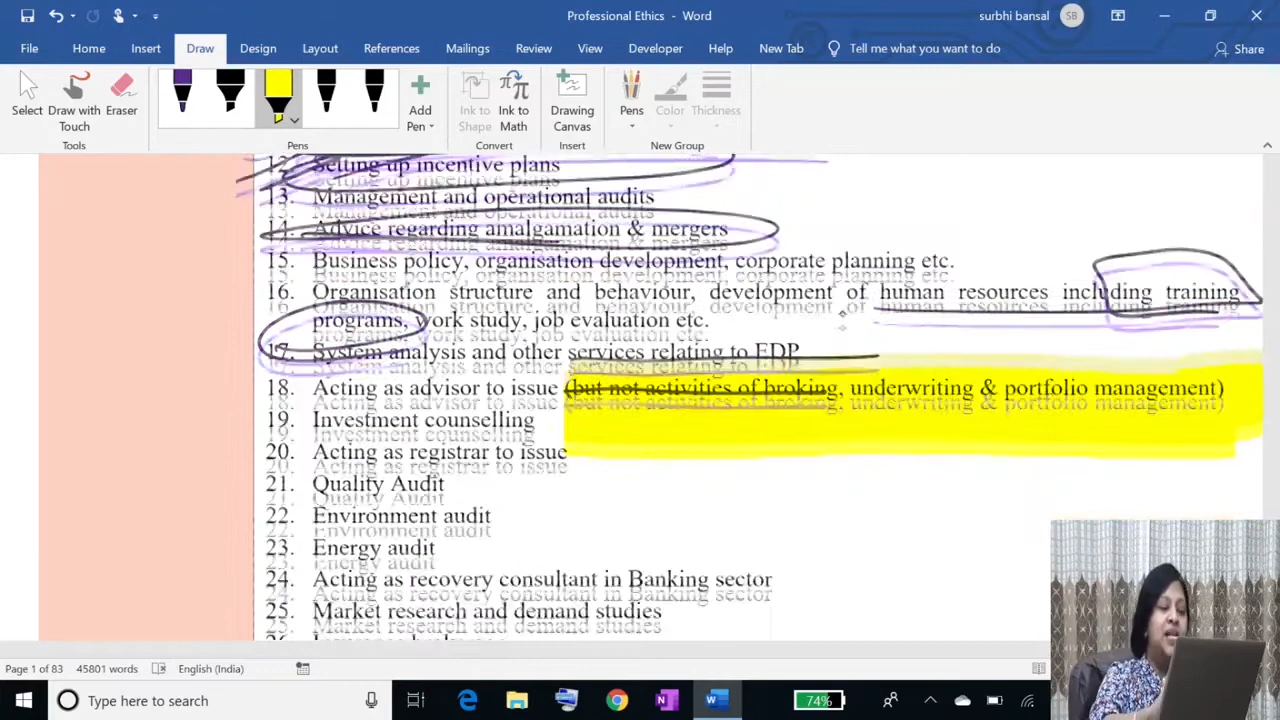 Professional Ethics - Word
surbhi bansal
SB
File
Home
Insert
Draw
Design
Layout
References
Mailings
Review
View
Developer
Help
New Tab
Tell me what you want to do
Share
Select
Draw with Touch
Eraser
Add Pen
Ink to Shape
Ink to Math
Drawing Canvas
Pens
Color
Thickness
Tools
Pens
Convert
Insert
New Group
12. Setting up incentive plans
13. Management and operational audits
14. Advice regarding amalgamation & mergers
15. Business policy, organisation development, corporate planning etc.
16. Organisation structure and behaviour, development of human resources including training
programs, work study, job evaluation etc.
17. System analysis and other services relating to EDP
18. Acting as advisor to issue (but not activities of broking, underwriting & portfolio management)
19. Investment counselling
20. Acting as registrar to issue
21. Quality Audit
22. Environment audit
23. Energy audit
24. Acting as recovery consultant in Banking sector
25. Market research and demand studies
Page 1 of 83
45801 words
English (India)
Type here to search
74%